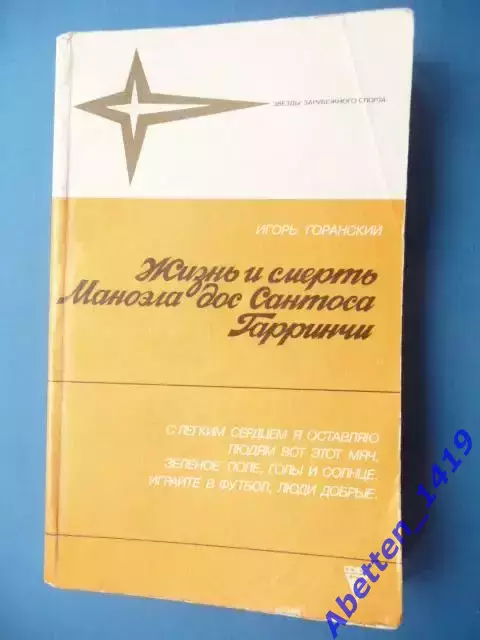 ЗВЕЗДЫ ЗАРУБЕЖНОГО СПОРТА
ИГОРЬ ГОРАНСКИЙ
Жизнь и смерть
Маноэла дос Сантоса
Гарринчи
С ЛЕГКИМ СЕРДЦЕМ Я ОСТАВЛЯЮ
ЛЮДЯМ ВОТ ЭТОТ МЯЧ,
ЗЕЛЕНОЕ ПОЛЕ, ГОЛЫ И СОЛНЦЕ.
ИГРАЙТЕ В ФУТБОЛ, ЛЮДИ ДОБРЫЕ.
Abetten_1419